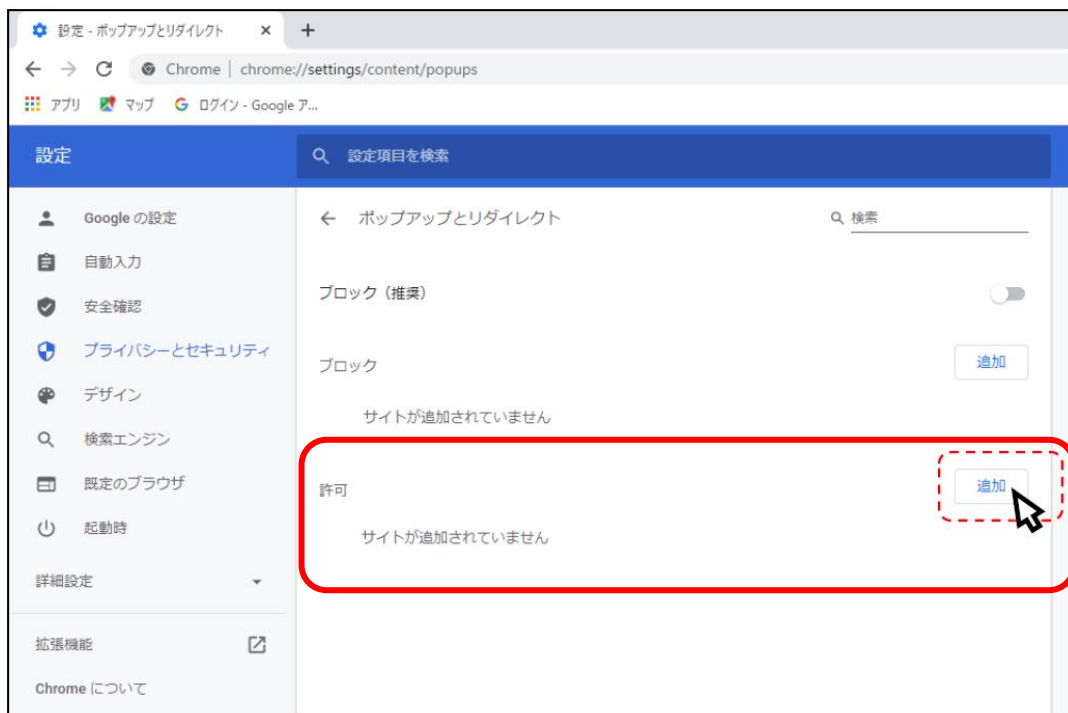 設定 - ポップアップとリダイレクト
Chrome | chrome://settings/content/popups
アプリ マップ ログイン - Google ア...
設定
設定項目を検索
Google の設定
自動入力
安全確認
プライバシーとセキュリティ
デザイン
検索エンジン
既定のブラウザ
起動時
詳細設定
拡張機能
Chrome について
ポップアップとリダイレクト
検索
ブロック（推奨）
ブロック
追加
サイトが追加されていません
許可
追加
サイトが追加されていません